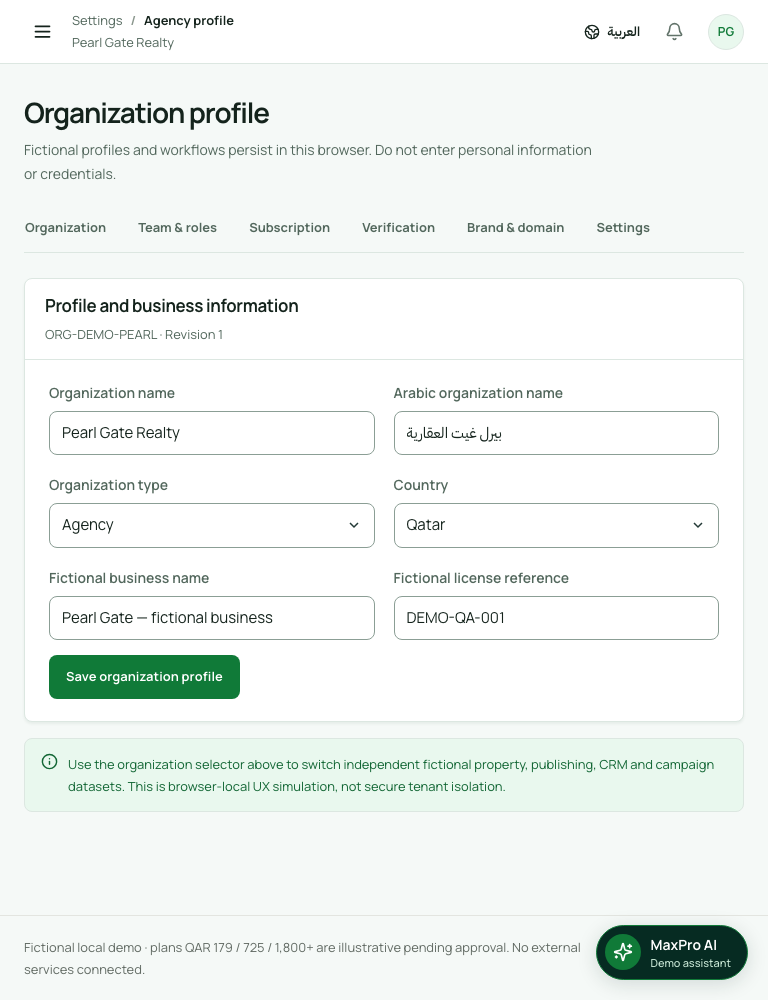 Settings / Agency profile
Pearl Gate Realty
العربية
PG
Organization profile
Fictional profiles and workflows persist in this browser. Do not enter personal information
or credentials.
Organization Team & roles Subscription Verification Brand & domain Settings
Profile and business information
ORG-DEMO-PEARL · Revision 1
Organization name
Pearl Gate Realty
Arabic organization name
بيرل غيت العقارية
Organization type
Agency
Country
Qatar
Fictional business name
Pearl Gate — fictional business
Fictional license reference
DEMO-QA-001
Save organization profile
Use the organization selector above to switch independent fictional property, publishing, CRM and campaign
datasets. This is browser-local UX simulation, not secure tenant isolation.
Fictional local demo · plans QAR 179 / 725 / 1,800+ are illustrative pending approval. No external
services connected.
MaxPro AI
Demo assistant